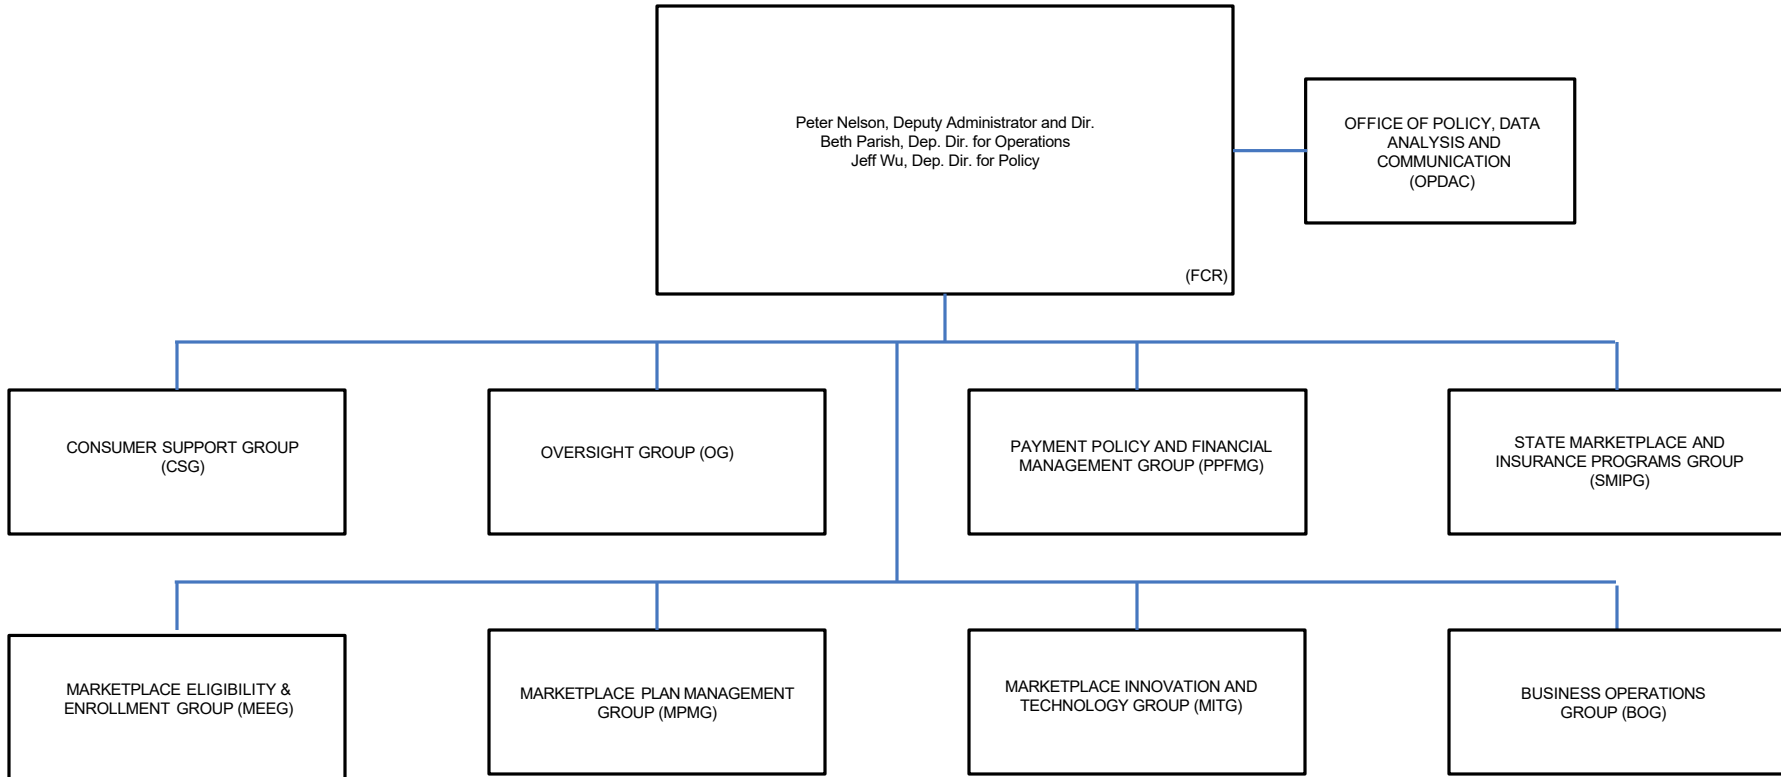 Peter Nelson, Deputy Administrator and Dir.
Beth Parish, Dep. Dir. for Operations
Jeff Wu, Dep. Dir. for Policy
(FCR)
OFFICE OF POLICY, DATA
ANALYSIS AND
COMMUNICATION
(OPDAC)
CONSUMER SUPPORT GROUP
(CSG)
OVERSIGHT GROUP (OG)
PAYMENT POLICY AND FINANCIAL
MANAGEMENT GROUP (PPFMG)
STATE MARKETPLACE AND
INSURANCE PROGRAMS GROUP
(SMIPG)
MARKETPLACE ELIGIBILITY &
ENROLLMENT GROUP (MEEG)
MARKETPLACE PLAN MANAGEMENT
GROUP (MPMG)
MARKETPLACE INNOVATION AND
TECHNOLOGY GROUP (MITG)
BUSINESS OPERATIONS
GROUP (BOG)